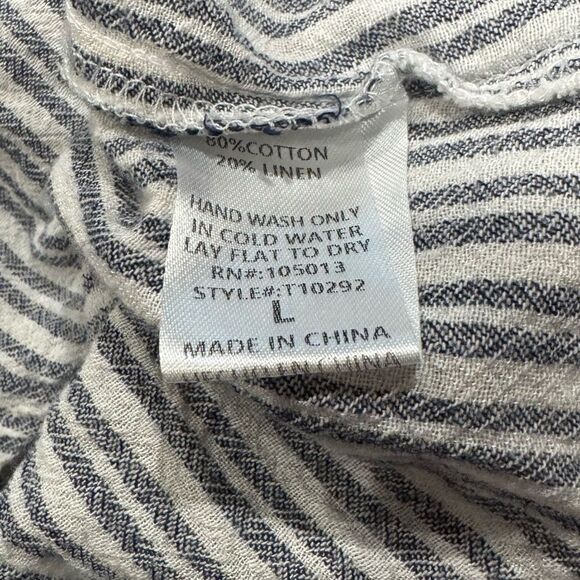 80%COTTON
20% LINEN
HAND WASH ONLY
IN COLD WATER
LAY FLAT TO DRY
RN#:105013
STYLE#:T10292
L
MADE IN CHINA